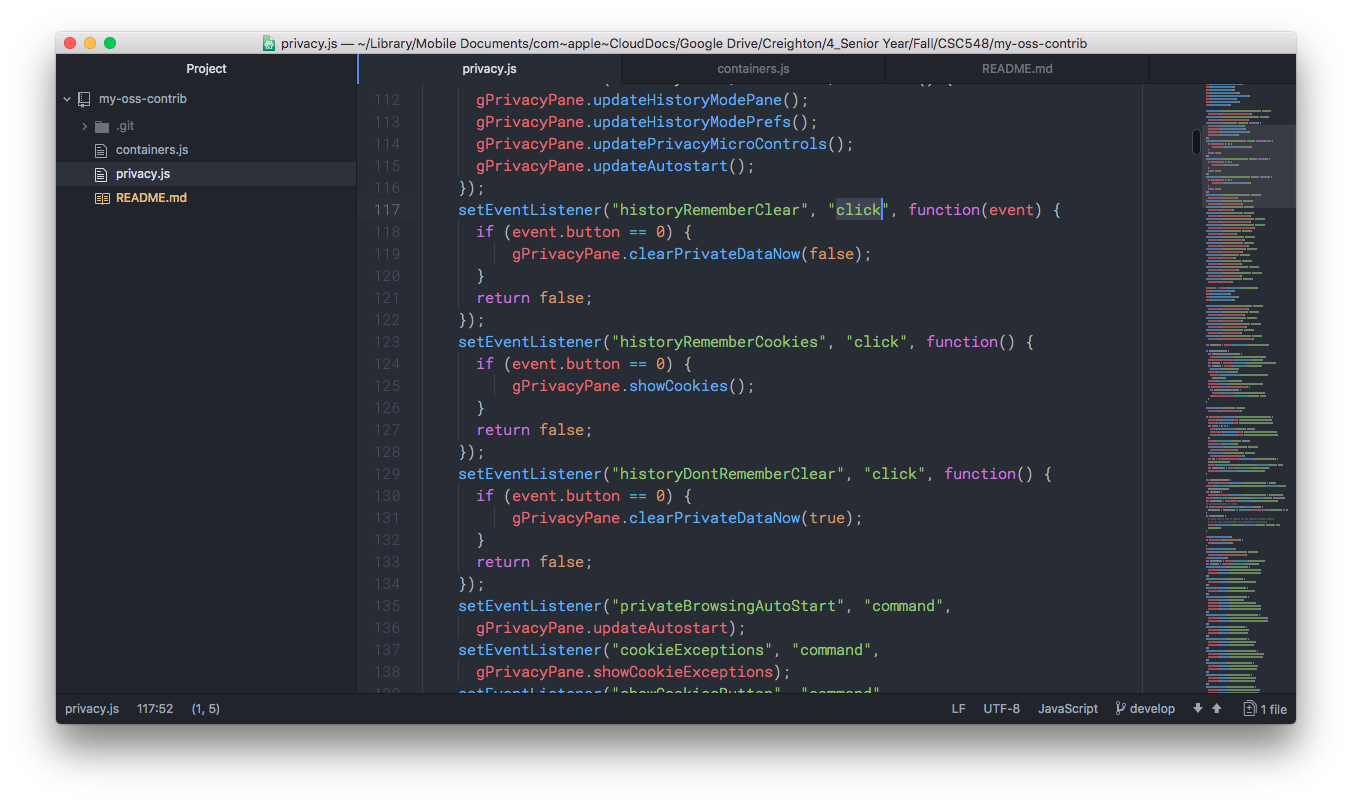 privacy.js — ~/Library/Mobile Documents/com~apple~CloudDocs/Google Drive/Creighton/4_Senior Year/Fall/CSC548/my-oss-contrib
Project
privacy.js
containers.js
README.md
my-oss-contrib
.git
containers.js
privacy.js
README.md
112 gPrivacyPane.updateHistoryModePane();
113 gPrivacyPane.updateHistoryModePrefs();
114 gPrivacyPane.updatePrivacyMicroControls();
115 gPrivacyPane.updateAutostart();
116 });
117 setEventListener("historyRememberClear", "click", function(event) {
118 if (event.button == 0) {
119 gPrivacyPane.clearPrivateDataNow(false);
120 }
121 return false;
122 });
123 setEventListener("historyRememberCookies", "click", function() {
124 if (event.button == 0) {
125 gPrivacyPane.showCookies();
126 }
127 return false;
128 });
129 setEventListener("historyDontRememberClear", "click", function() {
130 if (event.button == 0) {
131 gPrivacyPane.clearPrivateDataNow(true);
132 }
133 return false;
134 });
135 setEventListener("privateBrowsingAutoStart", "command",
136 gPrivacyPane.updateAutostart);
137 setEventListener("cookieExceptions", "command",
138 gPrivacyPane.showCookieExceptions);
139 setEventListener("showCookiesButton", "command",
privacy.js 117:52 (1, 5) LF UTF-8 JavaScript develop 1 file